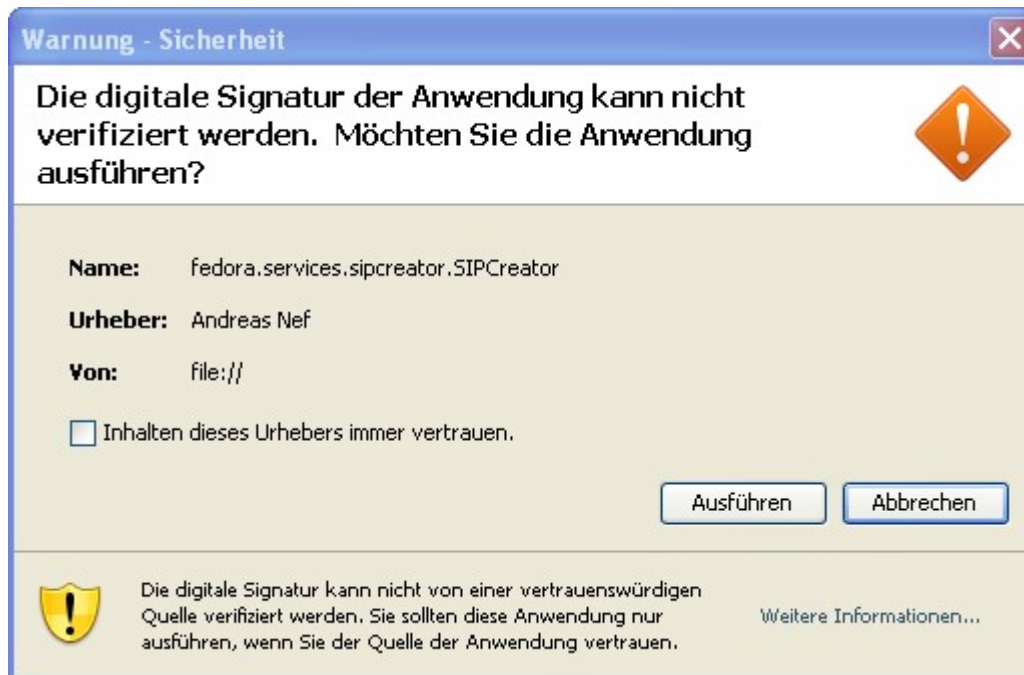 Warnung - Sicherheit
Die digitale Signatur der Anwendung kann nicht
verifiziert werden. Möchten Sie die Anwendung
ausführen?
Name: fedora.services.sipcreator.SIPCreator
Urheber: Andreas Nef
Von: file://
Inhalten dieses Urhebers immer vertrauen.
Ausführen Abbrechen
Die digitale Signatur kann nicht von einer vertrauenswürdigen
Quelle verifiziert werden. Sie sollten diese Anwendung nur
ausführen, wenn Sie der Quelle der Anwendung vertrauen.
Weitere Informationen...